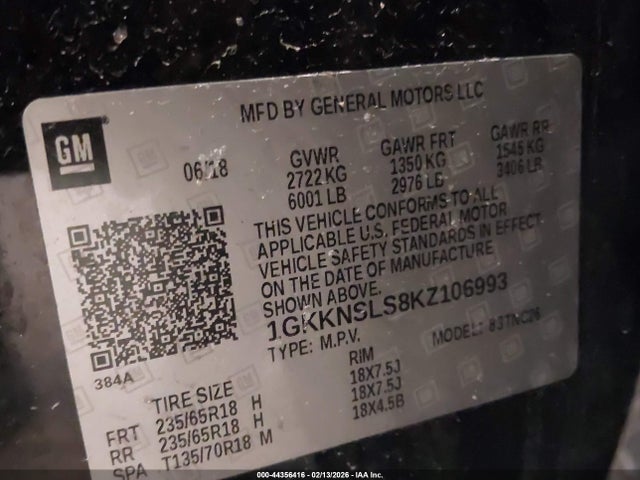 GM
MFD BY GENERAL MOTORS LLC
06/18
GVWR GAWR FRT GAWR RR
2722 KG 1350 KG 1545 KG
6001 LB 2976 LB 3406 LB
THIS VEHICLE CONFORMS TO ALL
APPLICABLE U.S. FEDERAL MOTOR
VEHICLE SAFETY STANDARDS IN EFFECT
ON THE DATE OF MANUFACTURE
SHOWN ABOVE.
1GKKNSLS8KZ106993
TYPE: M.P.V. MODEL: 83TNC26
384A
TIRE SIZE RIM
FRT 235/65R18 H 18X7.5J
RR 235/65R18 H 18X7.5J
SPA T135/70R18 M 18X4.5B
000-44356416 - 02/13/2026 - IAA Inc.